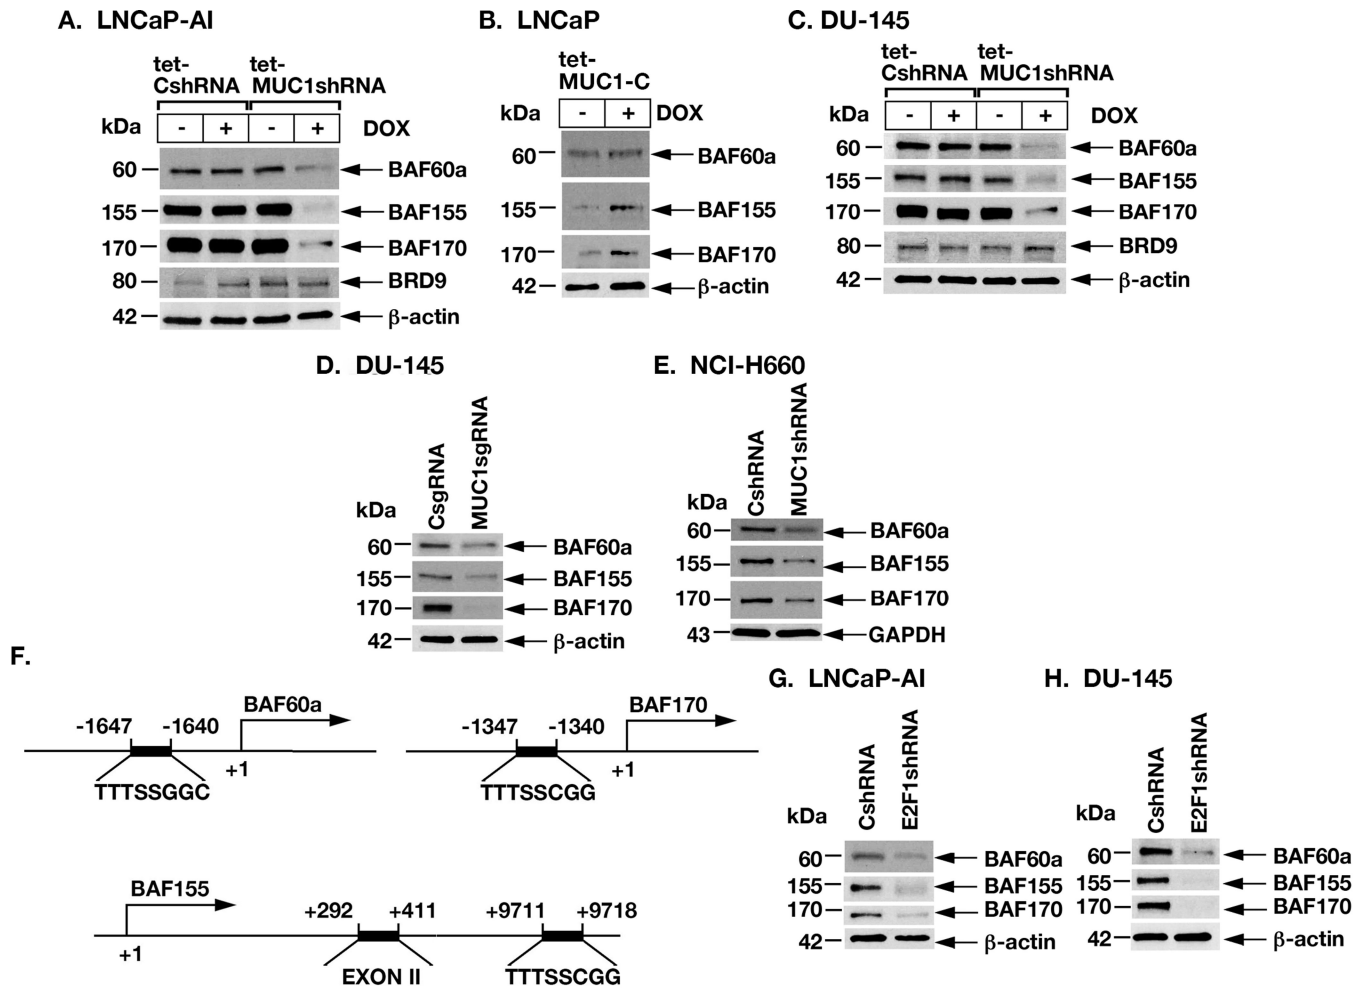 A. LNCaP-AI
tet-
CshRNA
tet-
MUC1shRNA
kDa
- + - +
DOX
60 BAF60a
155 BAF155
170 BAF170
80 BRD9
42 β-actin
B. LNCaP
tet-
MUC1-C
kDa
- +
DOX
60 BAF60a
155 BAF155
170 BAF170
42 β-actin
C. DU-145
tet-
CshRNA
tet-
MUC1shRNA
kDa
- + - +
DOX
60 BAF60a
155 BAF155
170 BAF170
80 BRD9
42 β-actin
D. DU-145
kDa
CsgRNA
MUC1sgRNA
60 BAF60a
155 BAF155
170 BAF170
42 β-actin
E. NCI-H660
kDa
CshRNA
MUC1shRNA
60 BAF60a
155 BAF155
170 BAF170
43 GAPDH
F.
BAF60a
-1647 -1640
+1
TTTSSGGC
BAF170
-1347 -1340
+1
TTTSSCGG
BAF155
+1
+292 +411
EXON II
+9711 +9718
TTTSSCGG
G. LNCaP-AI
kDa
CshRNA
E2F1shRNA
60 BAF60a
155 BAF155
170 BAF170
42 β-actin
H. DU-145
kDa
CshRNA
E2F1shRNA
60 BAF60a
155 BAF155
170 BAF170
42 β-actin